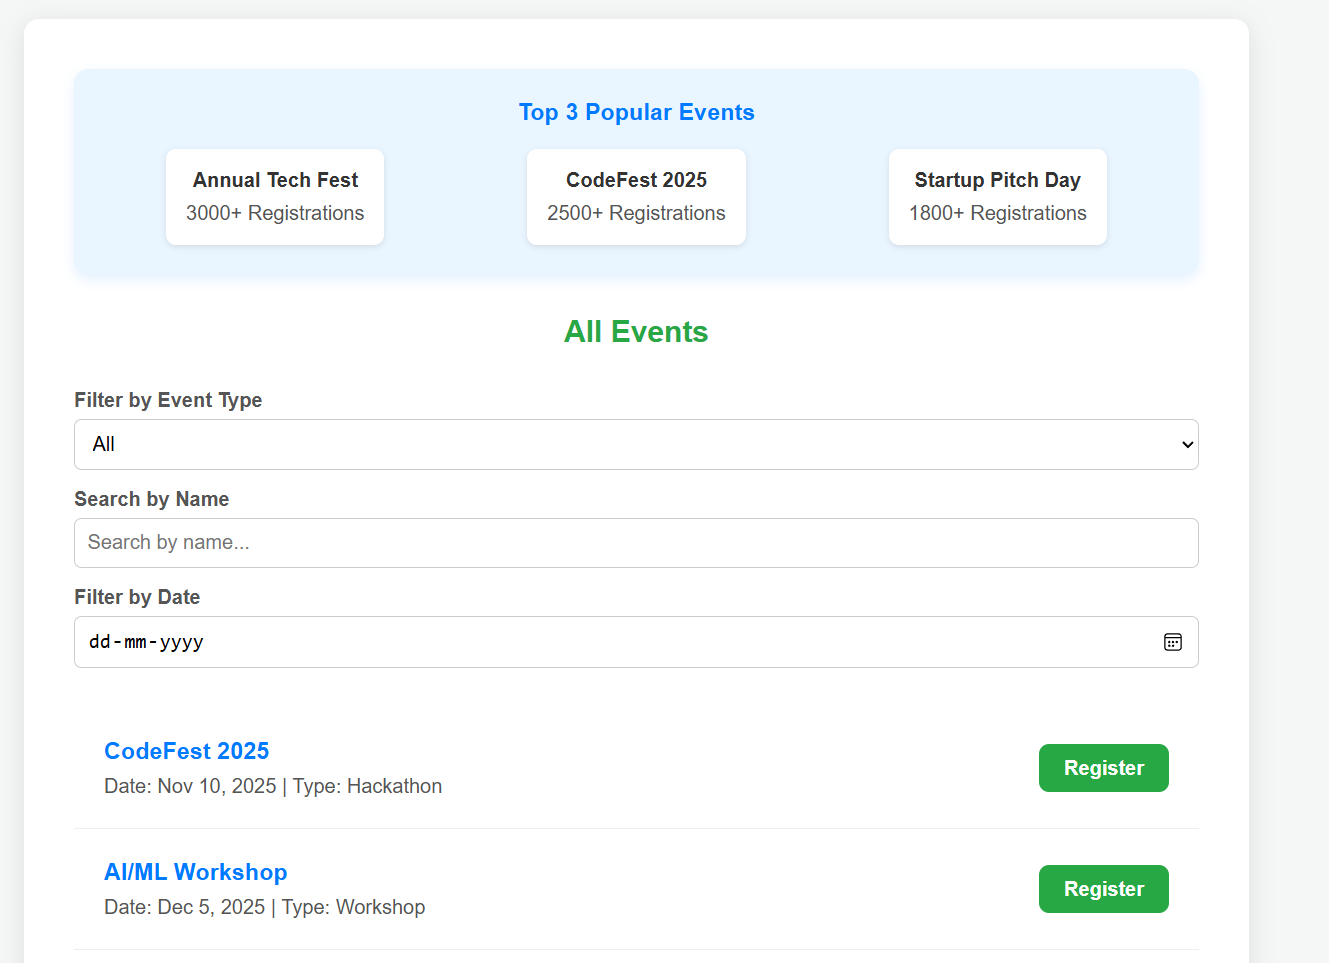 Top 3 Popular Events
Annual Tech Fest
3000+ Registrations
CodeFest 2025
2500+ Registrations
Startup Pitch Day
1800+ Registrations
All Events
Filter by Event Type
All
Search by Name
Search by name...
Filter by Date
dd-mm-yyyy
CodeFest 2025
Date: Nov 10, 2025 | Type: Hackathon
Register
AI/ML Workshop
Date: Dec 5, 2025 | Type: Workshop
Register